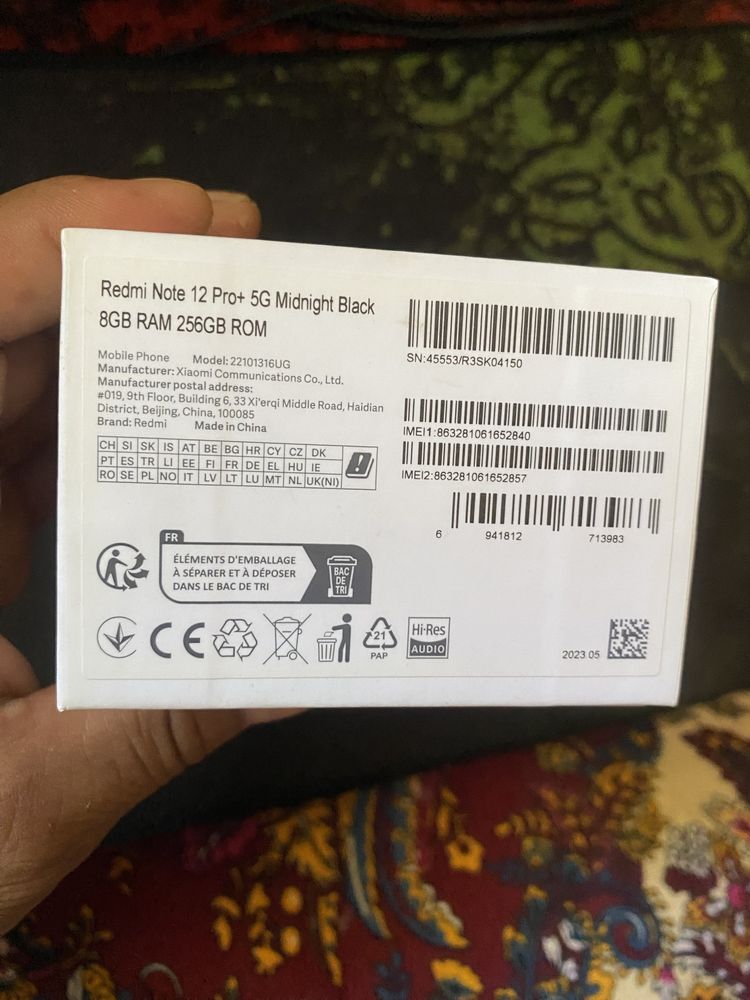 Redmi Note 12 Pro+ 5G Midnight Black
8GB RAM 256GB ROM
Mobile Phone Model: 22101316UG
Manufacturer: Xiaomi Communications Co., Ltd.
Manufacturer postal address:
#019, 9th Floor, Building 6, 33 Xi'erqi Middle Road, Haidian
District, Beijing, China, 100085
Brand: Redmi Made in China
CH SI SK IS AT BE BG HR CY CZ DK
PT ES TR LI EE FI FR DE EL HU IE
RO SE PL NO IT LV LT LU MT NL UK(NI)
SN:45553/R3SK04150
IMEI1:863281061652840
IMEI2:863281061652857
6 941812 713983
FR
ÉLÉMENTS D'EMBALLAGE
À SÉPARER ET À DÉPOSER
DANS LE BAC DE TRI
BAC
DE
TRI
CE
21
PAP
Hi-Res
AUDIO
2023.05